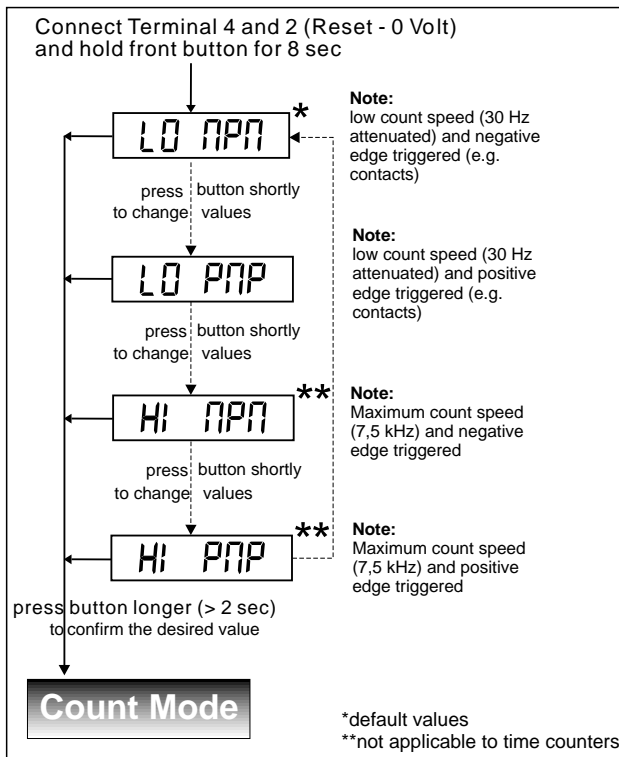 Connect Terminal 4 and 2 (Reset - 0 Volt)
and hold front button for 8 sec
LO NPN
*
Note:
low count speed (30 Hz
attenuated) and negative
edge triggered (e.g.
contacts)
press button shortly
to change values
LO PNP
Note:
low count speed (30 Hz
attenuated) and positive
edge triggered (e.g.
contacts)
press button shortly
to change values
HI NPN
**
Note:
Maximum count speed
(7,5 kHz) and negative
edge triggered
press button shortly
to change values
HI PNP
**
Note:
Maximum count speed
(7,5 kHz) and positive
edge triggered
press button longer (> 2 sec)
to confirm the desired value
Count Mode
*default values
**not applicable to time counters